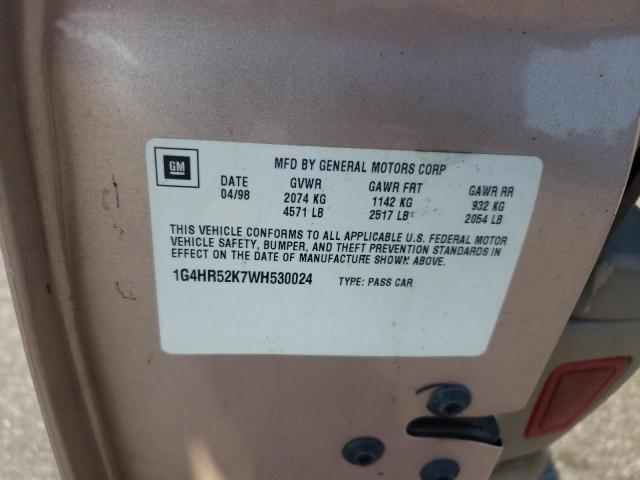 GM
MFD BY GENERAL MOTORS CORP
DATE GVWR GAWR FRT GAWR RR
04/98 2074 KG 1142 KG 932 KG
4571 LB 2517 LB 2054 LB
THIS VEHICLE CONFORMS TO ALL APPLICABLE U.S. FEDERAL MOTOR
VEHICLE SAFETY, BUMPER, AND THEFT PREVENTION STANDARDS IN
EFFECT ON THE DATE OF MANUFACTURE SHOWN ABOVE.
1G4HR52K7WH530024 TYPE: PASS CAR